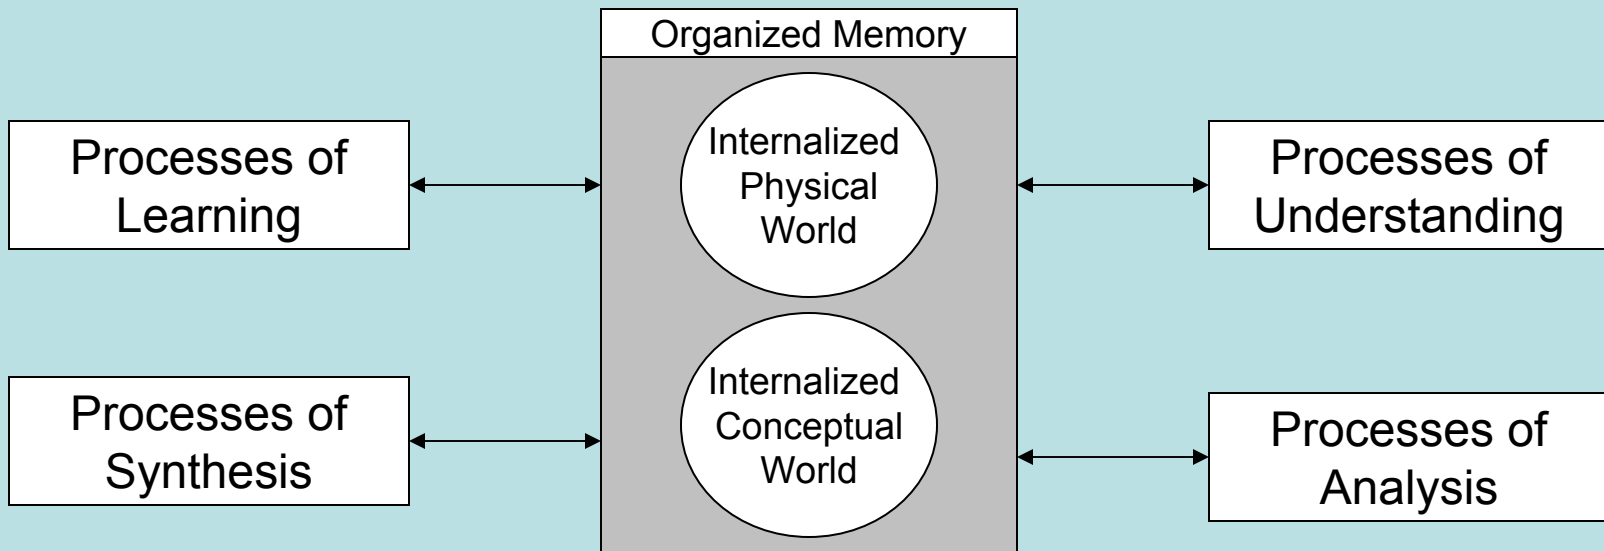 Organized Memory
Processes of
Learning
Internalized
Physical
World
Processes of
Understanding
Processes of
Synthesis
Internalized
Conceptual
World
Processes of
Analysis